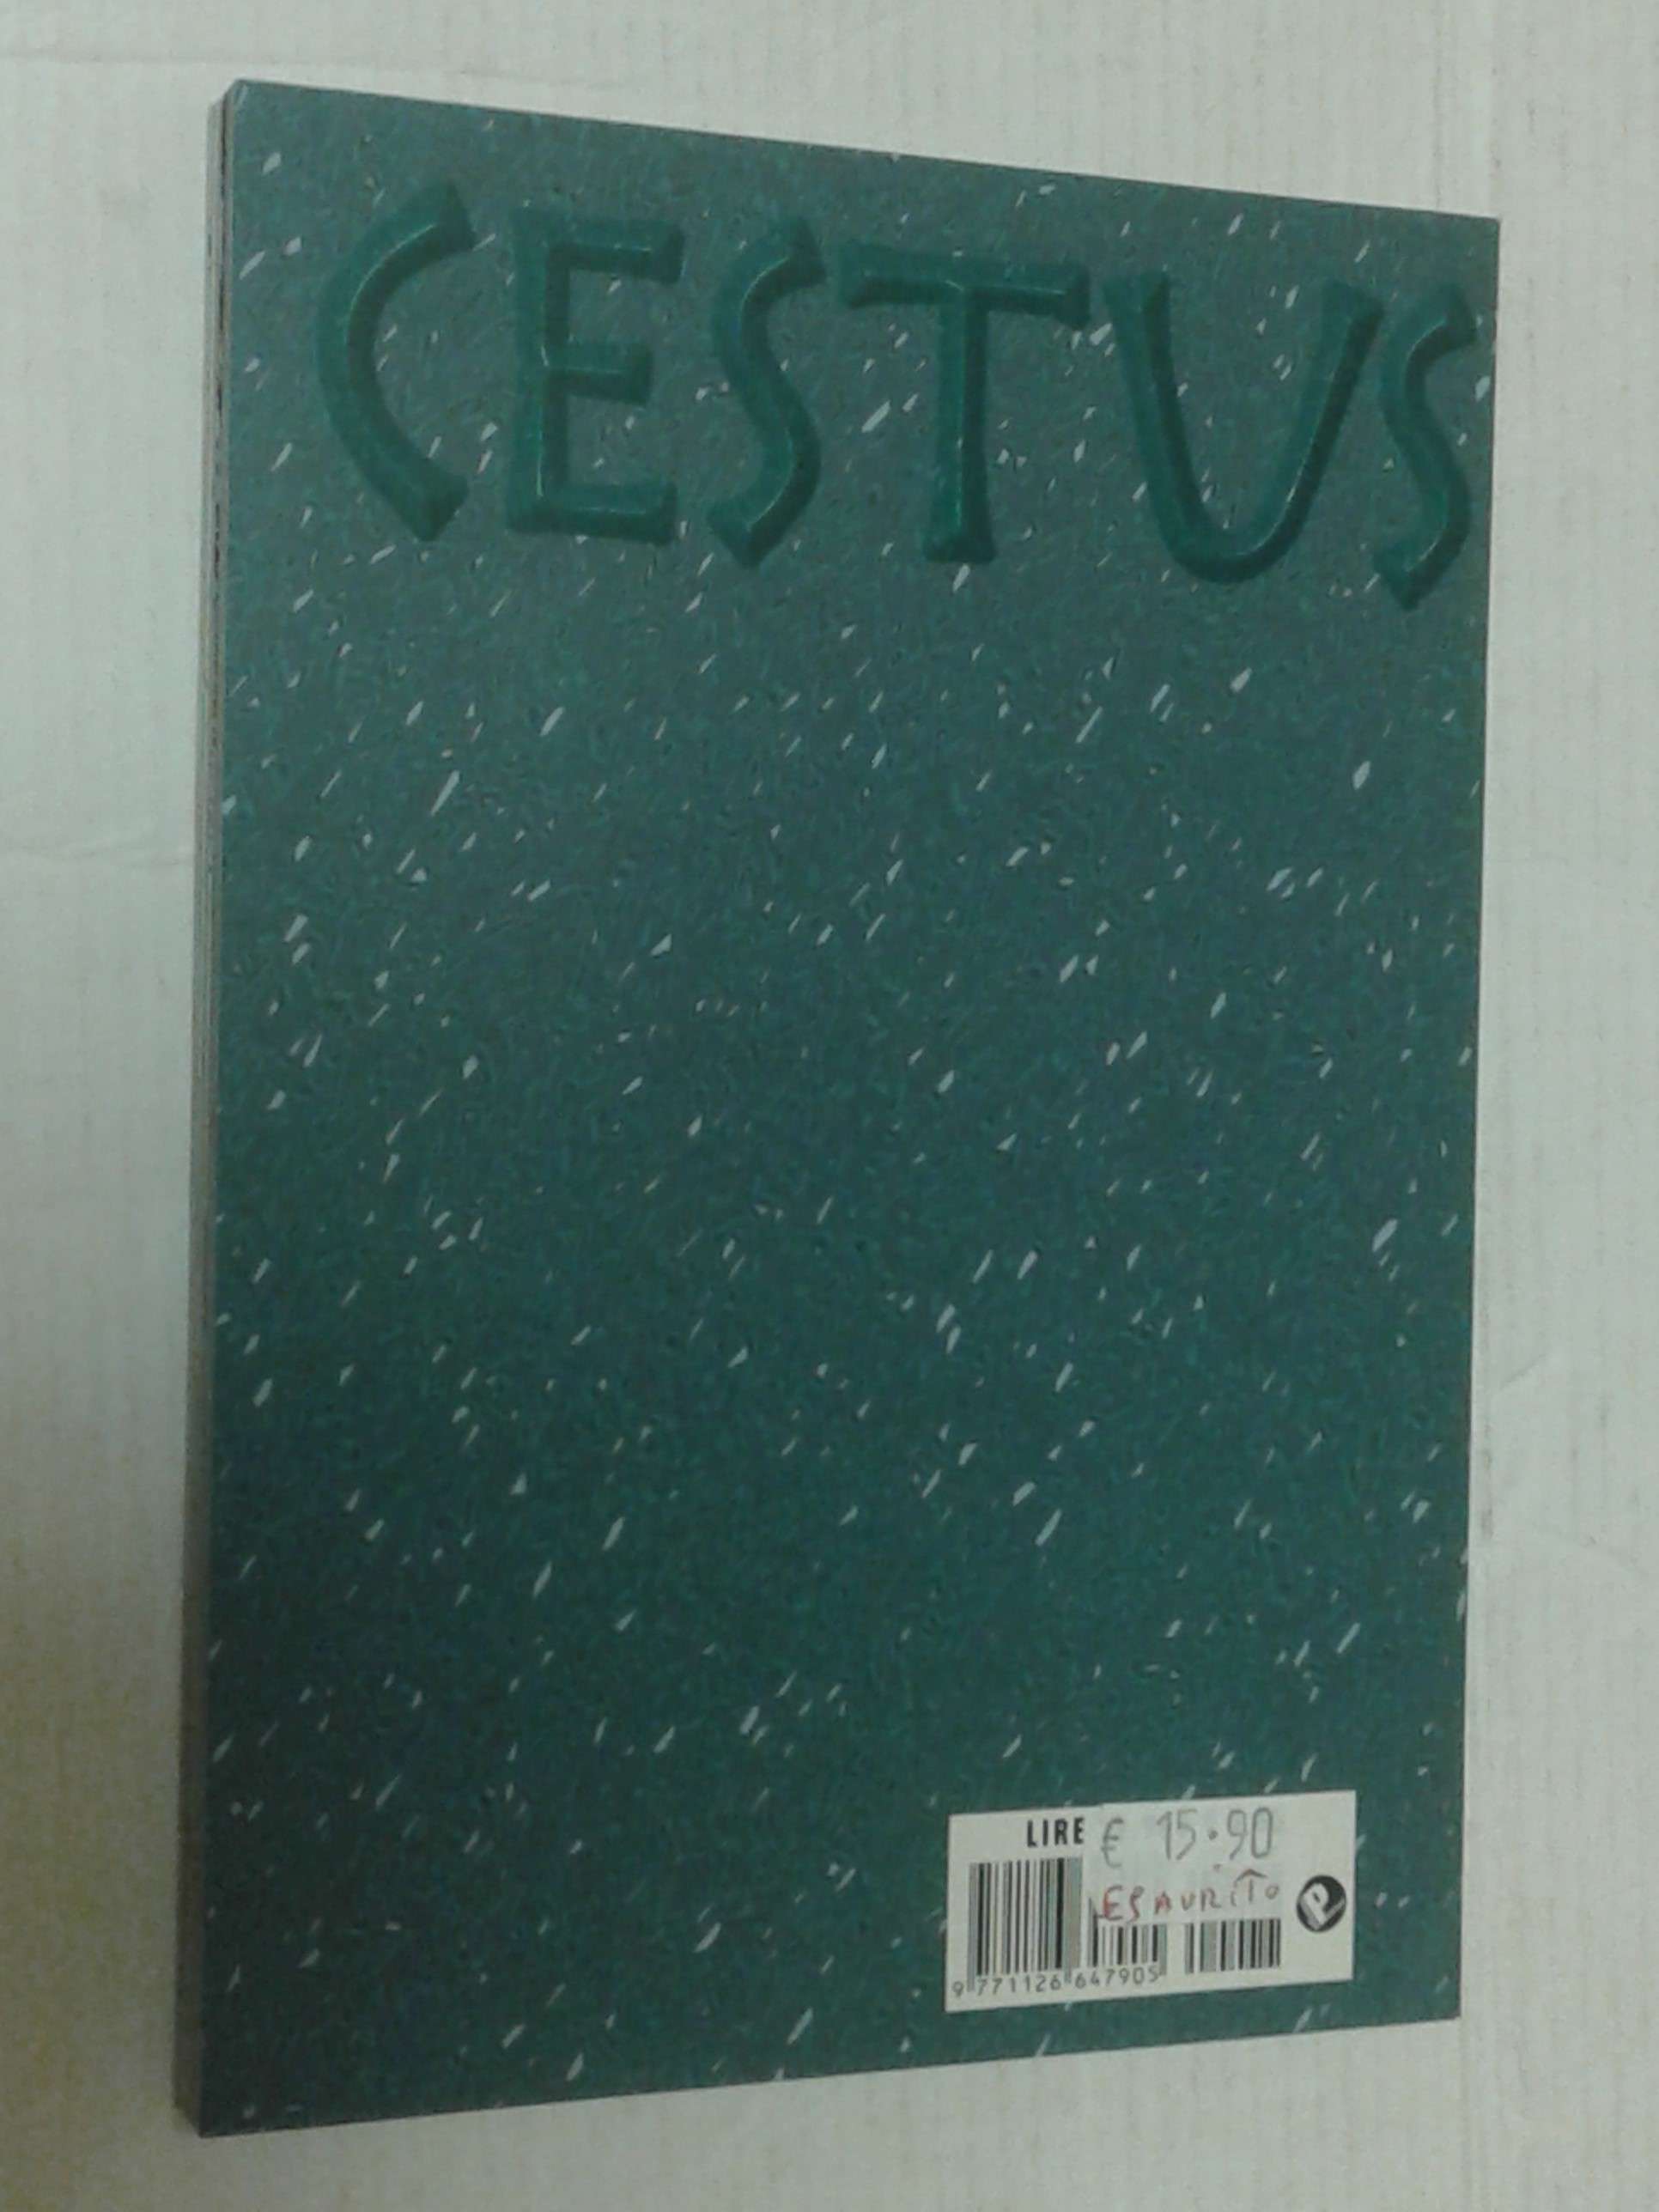 CESTUS
LIRE € 15.90
ESAURITO
9 771126 647905